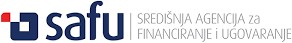 safu
SREDIŠNJA AGENCIJA za
FINANCIRANJE i UGOVARANJE